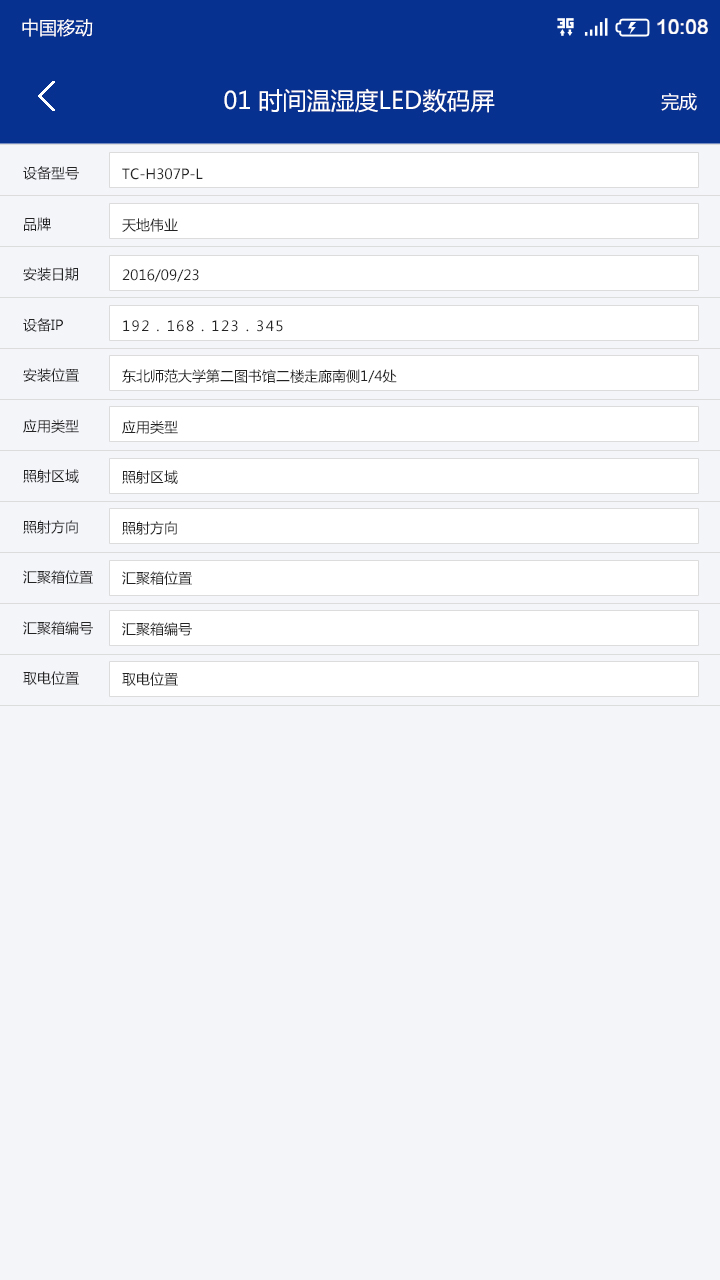 中国移动 3G 10:08
01 时间温湿度LED数码屏 完成
设备型号 TC-H307P-L
品牌 天地伟业
安装日期 2016/09/23
设备IP 192 . 168 . 123 . 345
安装位置 东北师范大学第二图书馆二楼走廊南侧1/4处
应用类型 应用类型
照射区域 照射区域
照射方向 照射方向
汇聚箱位置 汇聚箱位置
汇聚箱编号 汇聚箱编号
取电位置 取电位置